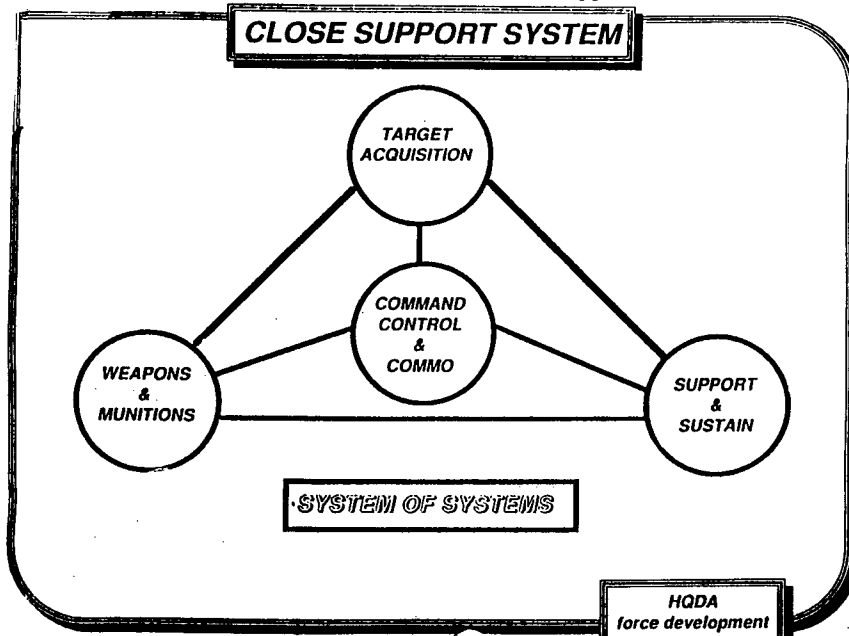 CLOSE SUPPORT SYSTEM
TARGET
ACQUISITION
COMMAND
CONTROL
&
COMMO
WEAPONS
&
MUNITIONS
SUPPORT
&
SUSTAIN
SYSTEM OF SYSTEMS
HQDA
force development